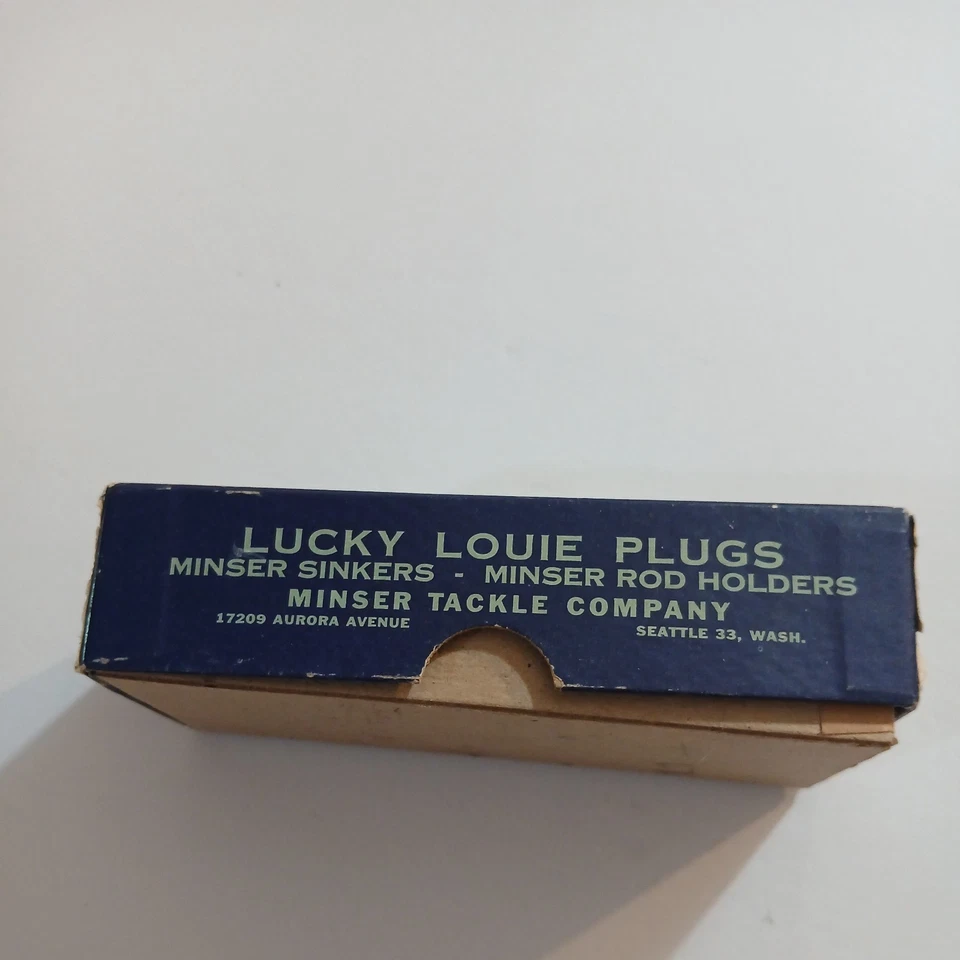 LUCKY LOUIE PLUGS
MINSER SINKERS - MINSER ROD HOLDERS
MINSER TACKLE COMPANY
17209 AURORA AVENUE SEATTLE 33, WASH.